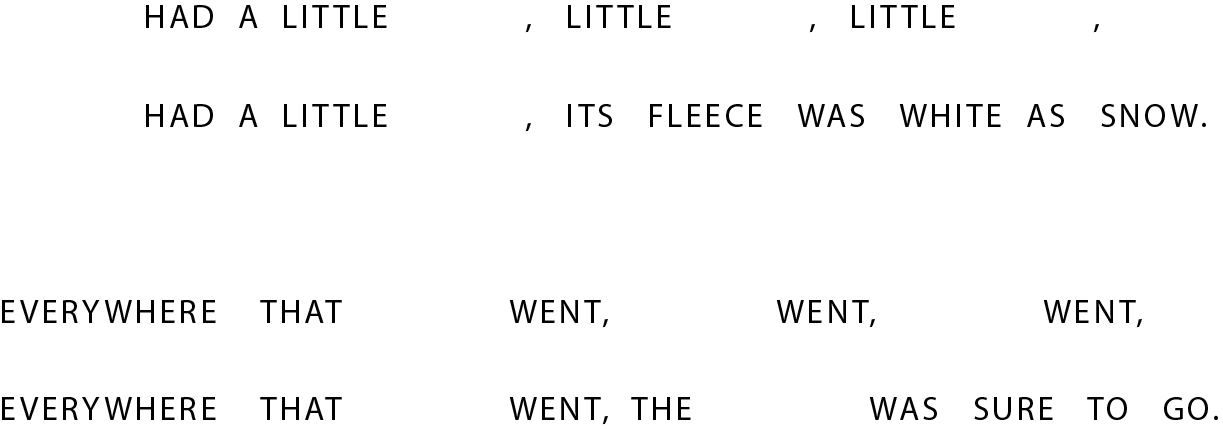 HAD A LITTLE , LITTLE , LITTLE ,
HAD A LITTLE , ITS FLEECE WAS WHITE AS SNOW.
EVERYWHERE THAT WENT, WENT, WENT,
EVERYWHERE THAT WENT, THE WAS SURE TO GO.